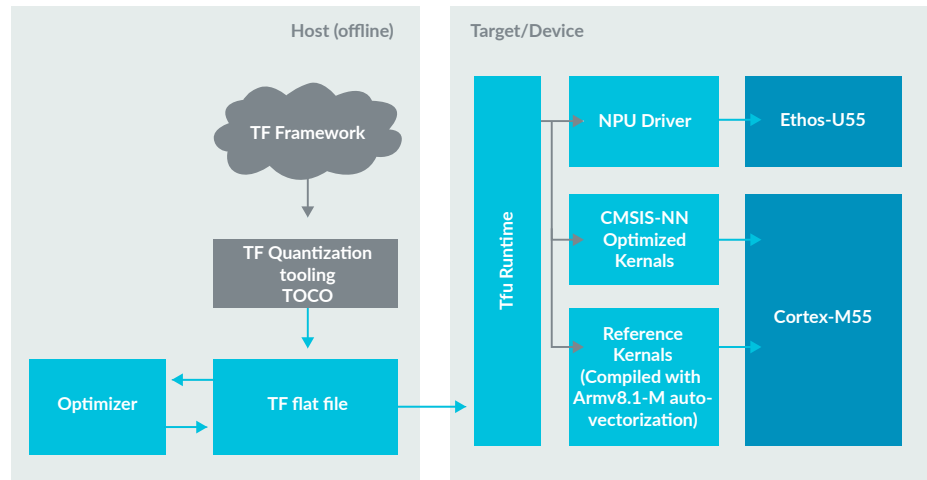 Host (offline)
TF Framework
TF Quantization
tooling
TOCO
Optimizer
TF flat file
Target/Device
Tfu Runtime
NPU Driver
Ethos-U55
CMSIS-NN
Optimized
Kernals
Reference
Kernals
(Compiled with
Armv8.1-M auto-
vectorization)
Cortex-M55